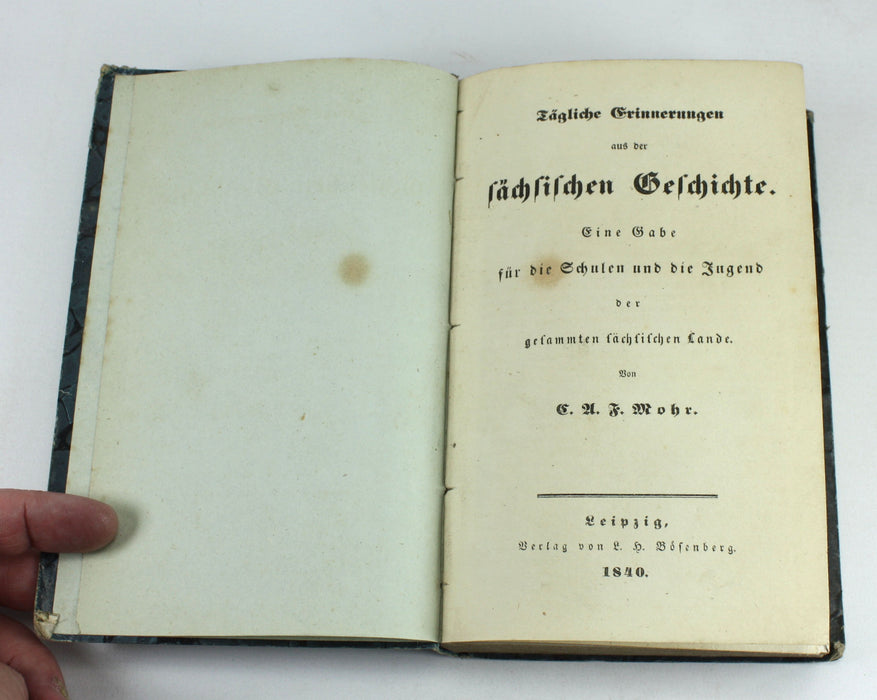 Tägliche Erinnerungen
aus der
ſächſiſchen Geſchichte.
Eine Gabe
für die Schulen und die Jugend
der
geſammten ſächſiſchen Lande.
Von
C. A. F. Mohr.
Leipzig,
Verlag von L. H. Böſenberg.
1840.